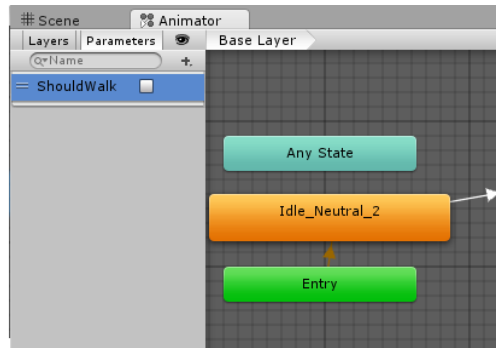 Scene Animator
Layers Parameters Base Layer
Name
ShouldWalk
Any State
Idle_Neutral_2
Entry